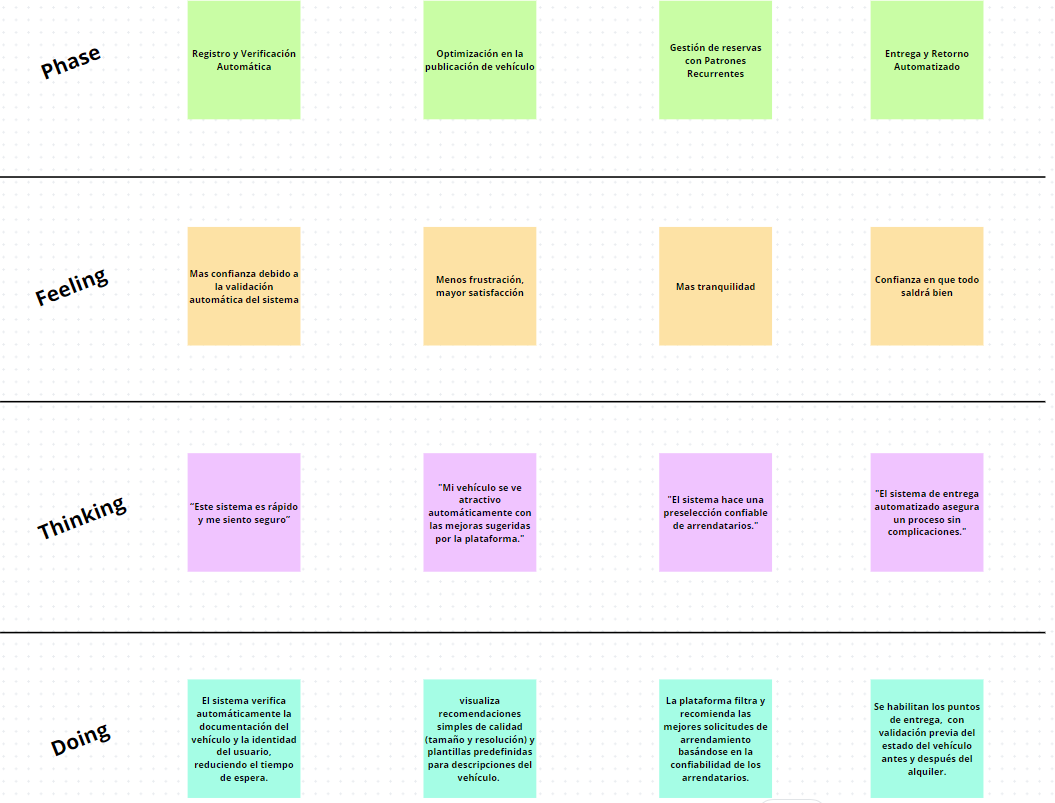 Phase
Registro y Verificación
Automática
Optimización en la
publicación de vehículo
Gestión de reservas
con Patrones
Recurrentes
Entrega y Retorno
Automatizado
Feeling
Mas confianza debido a
la validación
automática del sistema
Menos frustración,
mayor satisfacción
Mas tranquilidad
Confianza en que todo
saldrá bien
Thinking
"Este sistema es rápido
y me siento seguro"
"Mi vehículo se ve
atractivo
automáticamente con
las mejoras sugeridas
por la plataforma."
"El sistema hace una
preselección confiable
de arrendatarios."
"El sistema de entrega
automatizado asegura
un proceso sin
complicaciones."
Doing
El sistema verifica
automáticamente la
documentación del
vehículo y la identidad
del usuario,
reduciendo el tiempo
de espera.
visualiza
recomendaciones
simples de calidad
(tamaño y resolución) y
plantillas predefinidas
para descripciones del
vehículo.
La plataforma filtra y
recomienda las
mejores solicitudes de
arrendamiento
basándose en la
confiabilidad de los
arrendatarios.
Se habilitan los puntos
de entrega, con
validación previa del
estado del vehículo
antes y después del
alquiler.